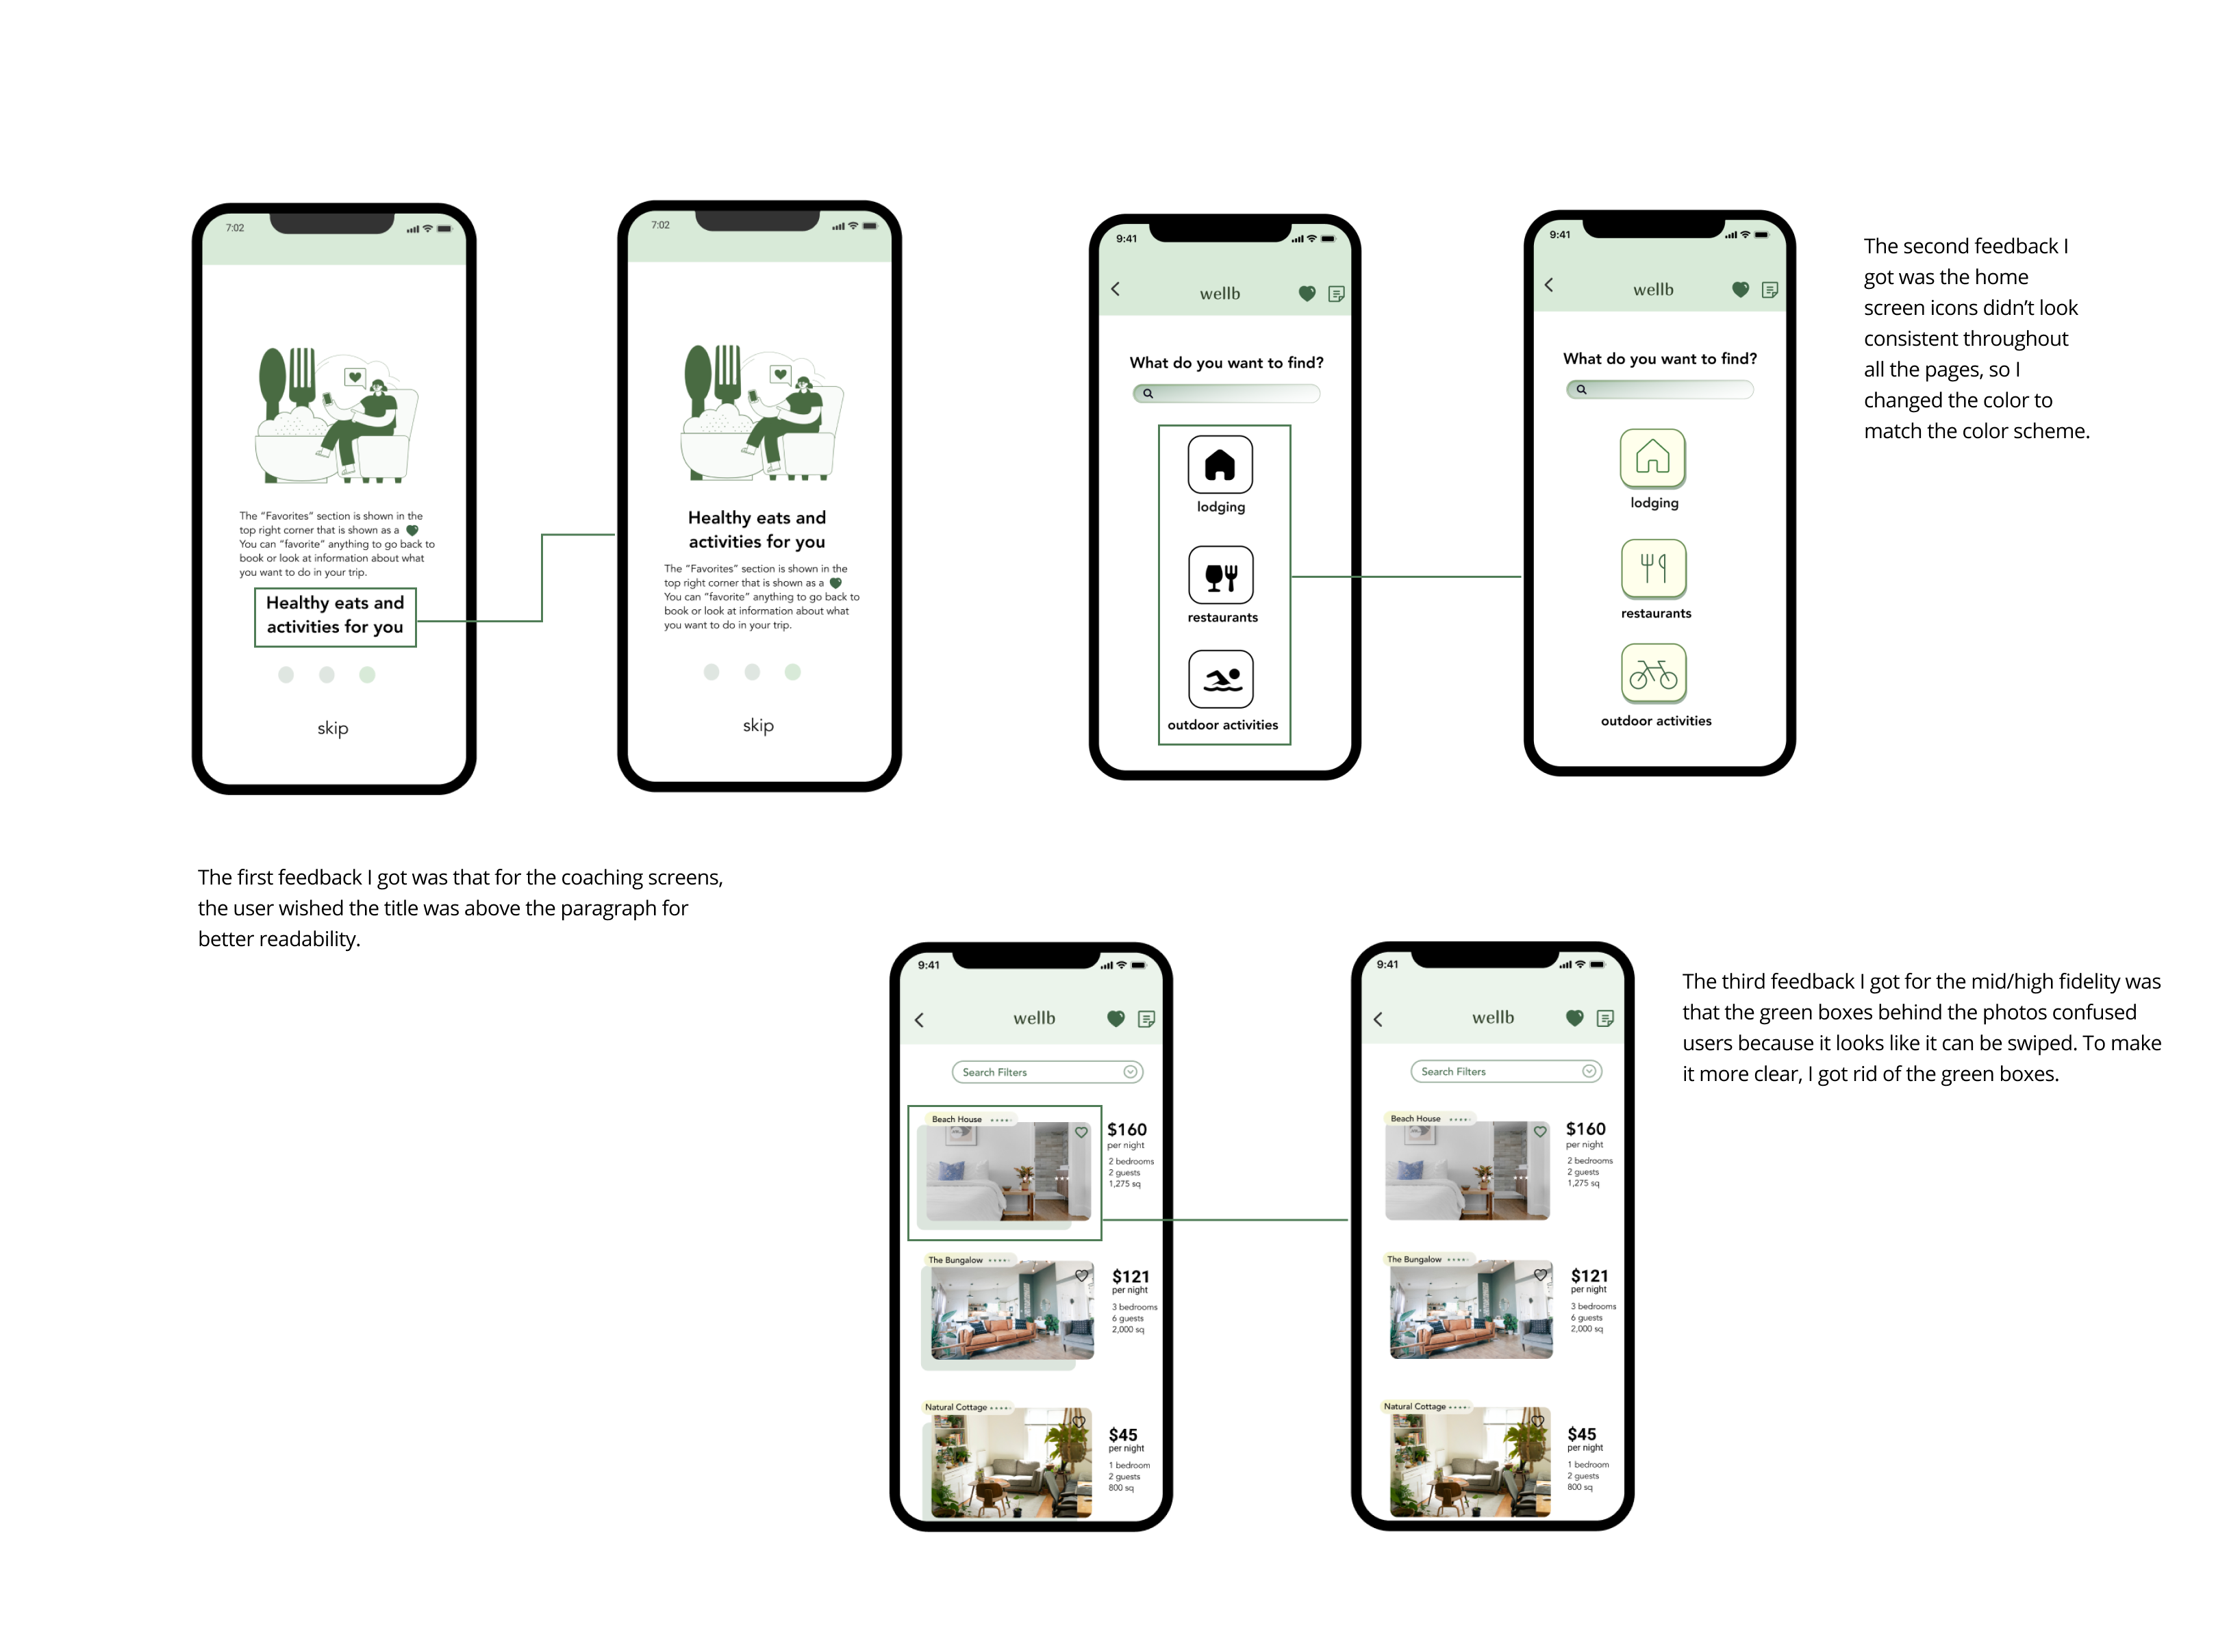 7:02
The "Favorites" section is shown in the
top right corner that is shown as a
You can "favorite" anything to go back to
book or look at information about what
you want to do in your trip.
Healthy eats and
activities for you
skip
7:02
Healthy eats and
activities for you
The "Favorites" section is shown in the
top right corner that is shown as a
You can "favorite" anything to go back to
book or look at information about what
you want to do in your trip.
skip
9:41
wellb
What do you want to find?
lodging
restaurants
outdoor activities
9:41
wellb
What do you want to find?
lodging
restaurants
outdoor activities
The second feedback I
got was the home
screen icons didn't look
consistent throughout
all the pages, so I
changed the color to
match the color scheme.
The first feedback I got was that for the coaching screens,
the user wished the title was above the paragraph for
better readability.
9:41
wellb
Search Filters
Beach House
$160
per night
2 bedrooms
2 guests
1,275 sq
The Bungalow
$121
per night
3 bedrooms
6 guests
2,000 sq
Natural Cottage
$45
per night
1 bedroom
2 guests
800 sq
9:41
wellb
Search Filters
Beach House
$160
per night
2 bedrooms
2 guests
1,275 sq
The Bungalow
$121
per night
3 bedrooms
6 guests
2,000 sq
Natural Cottage
$45
per night
1 bedroom
2 guests
800 sq
The third feedback I got for the mid/high fidelity was
that the green boxes behind the photos confused
users because it looks like it can be swiped. To make
it more clear, I got rid of the green boxes.